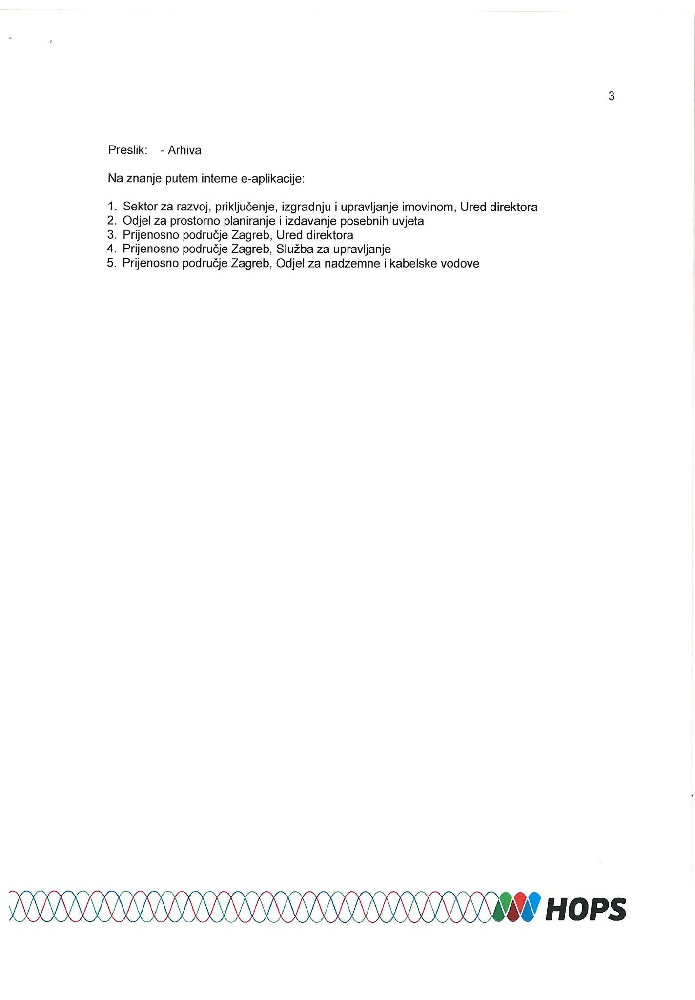 3
Preslik: - Arhiva
Na znanje putem interne e-aplikacije:
1. Sektor za razvoj, priključenje, izgradnju i upravljanje imovinom, Ured direktora
2. Odjel za prostorno planiranje i izdavanje posebnih uvjeta
3. Prijenosno područje Zagreb, Ured direktora
4. Prijenosno područje Zagreb, Služba za upravljanje
5. Prijenosno područje Zagreb, Odjel za nadzemne i kabelske vodove
HOPS